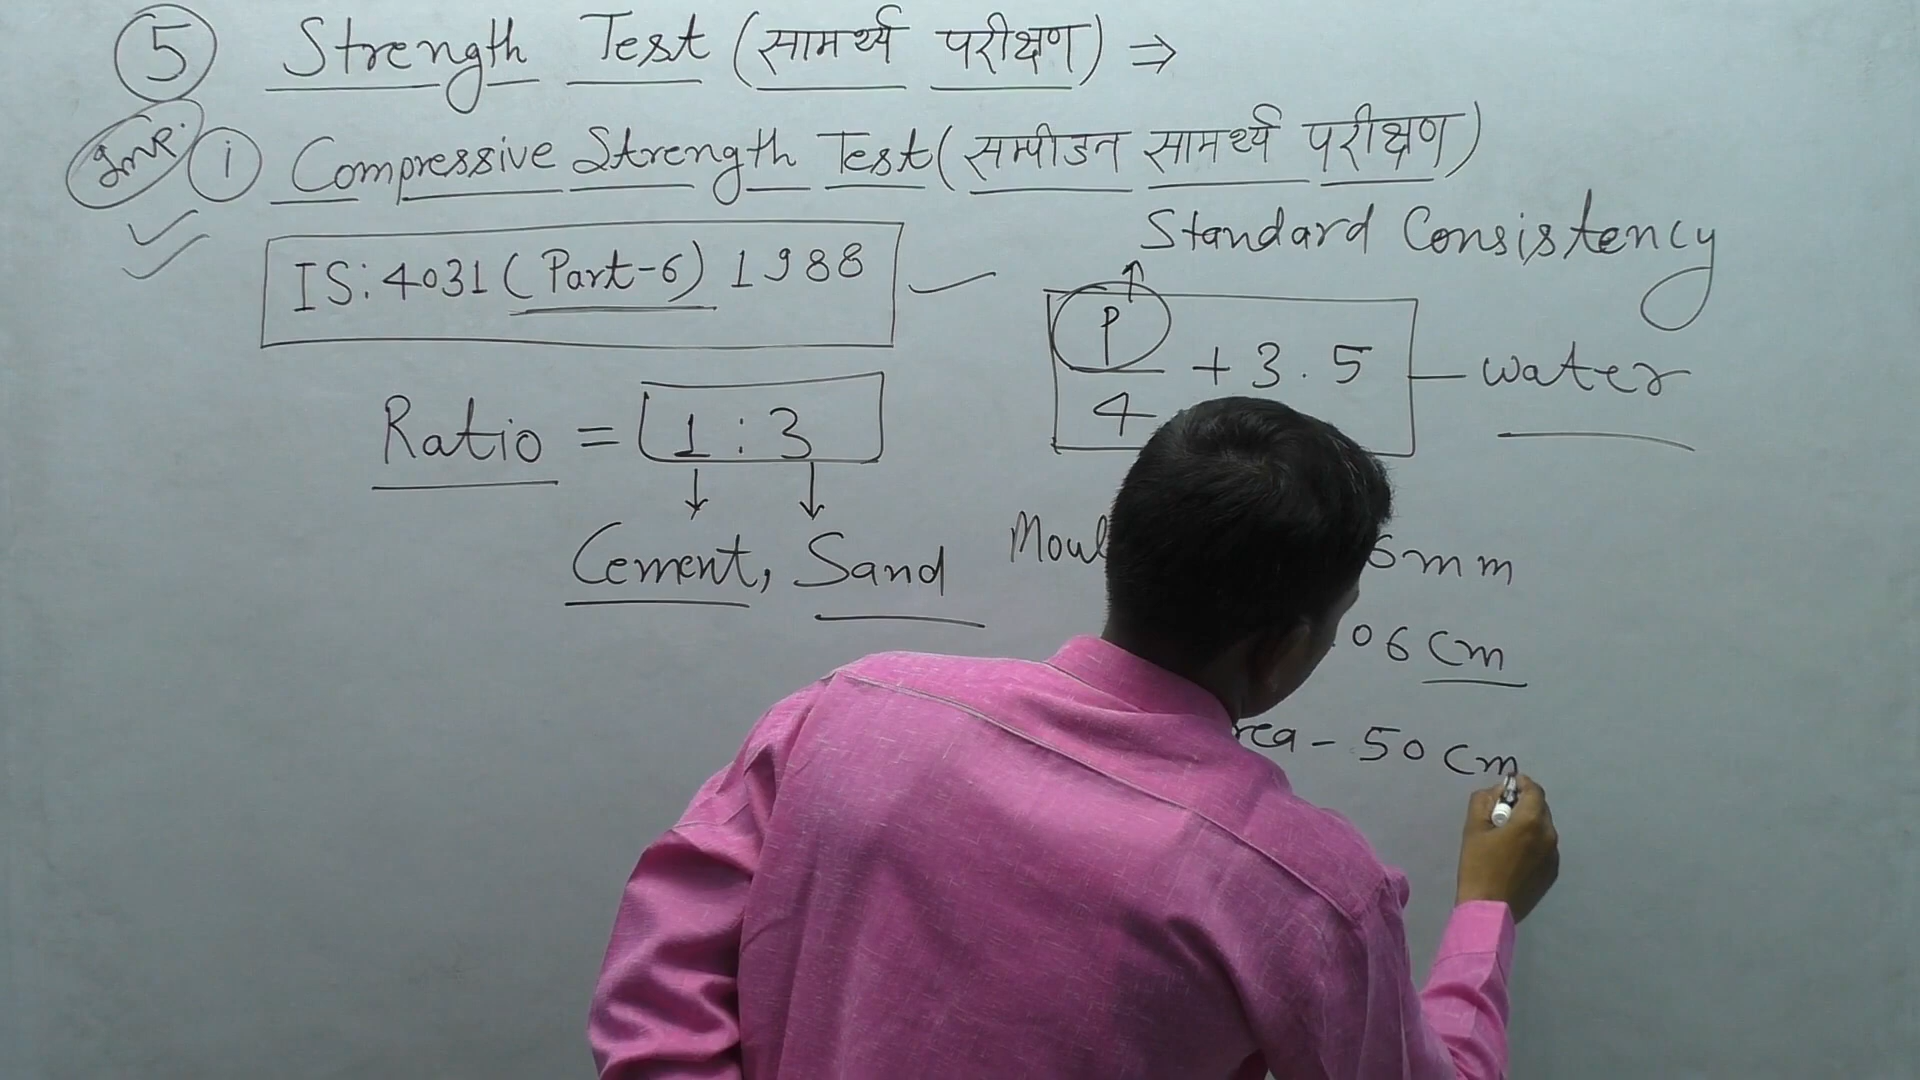 5 Strength Test (सामर्थ्य परीक्षण) ⇒
Imp. i Compressive Strength Test (सम्पीडन सामर्थ्य परीक्षण)
Standard Consistency
IS: 4031 (Part-6) 1988
P/4 + 3.5 — water
Ratio = 1 : 3
Cement, Sand
6mm
.06 Cm
50 Cm